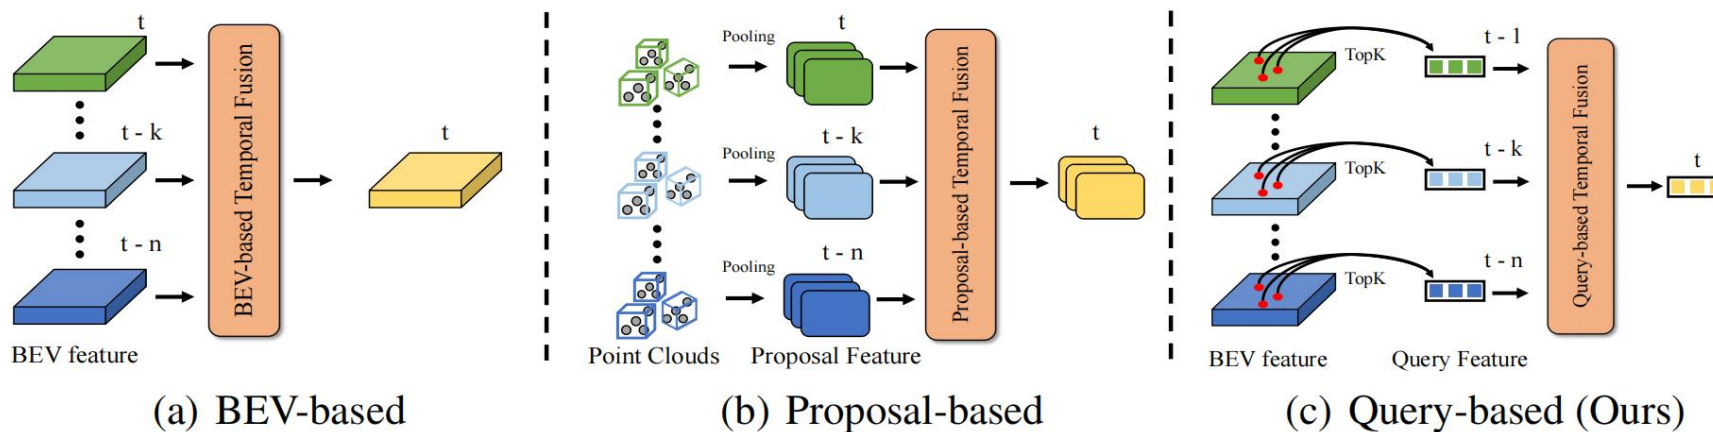 t
t - k
t - n
BEV-based Temporal Fusion
t
BEV feature
(a) BEV-based
Pooling
t
Pooling
t - k
Pooling
t - n
Proposal-based Temporal Fusion
t
Point Clouds
Proposal Feature
(b) Proposal-based
TopK
t - 1
TopK
t - k
TopK
t - n
Query-based Temporal Fusion
t
BEV feature
Query Feature
(c) Query-based (Ours)